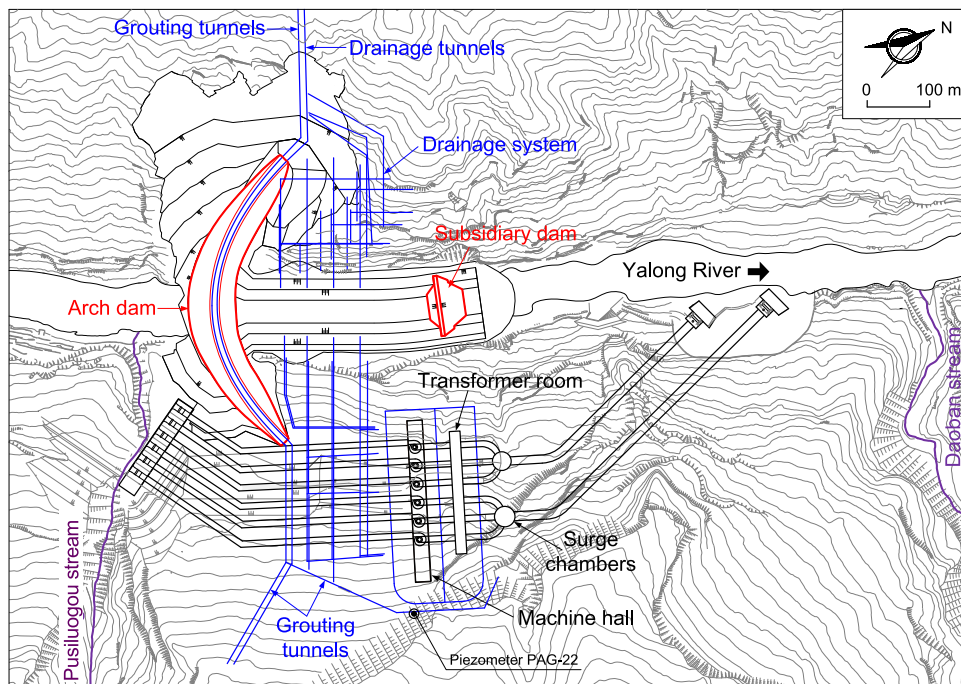 Grouting tunnels
Drainage tunnels
N
0 100 m
Drainage system
Subsidiary dam
Yalong River
Arch dam
Transformer room
Daoban stream
Pusiluogou stream
Surge
chambers
Machine hall
Grouting
tunnels
Piezometer PAG-22